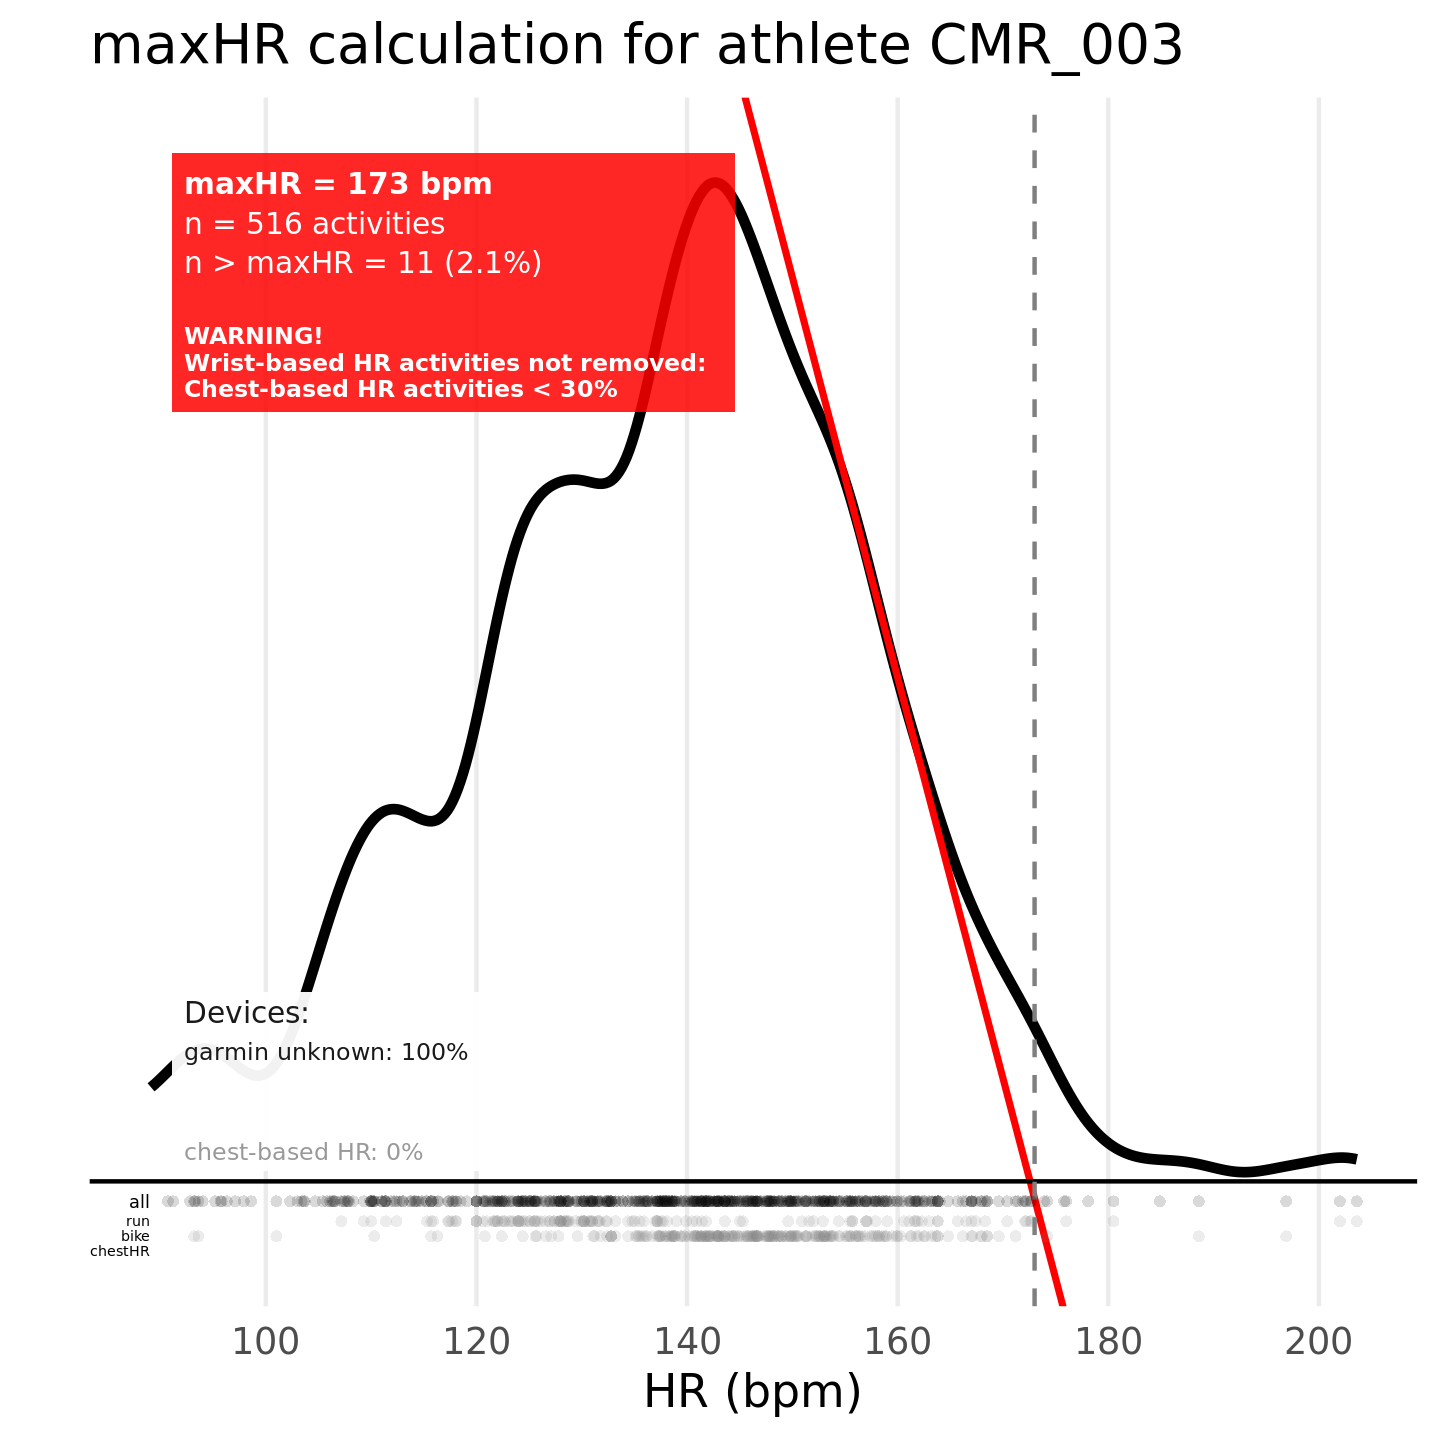 maxHR calculation for athlete CMR_003
maxHR = 173 bpm
n = 516 activities
n > maxHR = 11 (2.1%)
WARNING!
Wrist-based HR activities not removed:
Chest-based HR activities < 30%
Devices:
garmin unknown: 100%
chest-based HR: 0%
all
run
bike
chestHR
100 120 140 160 180 200
HR (bpm)